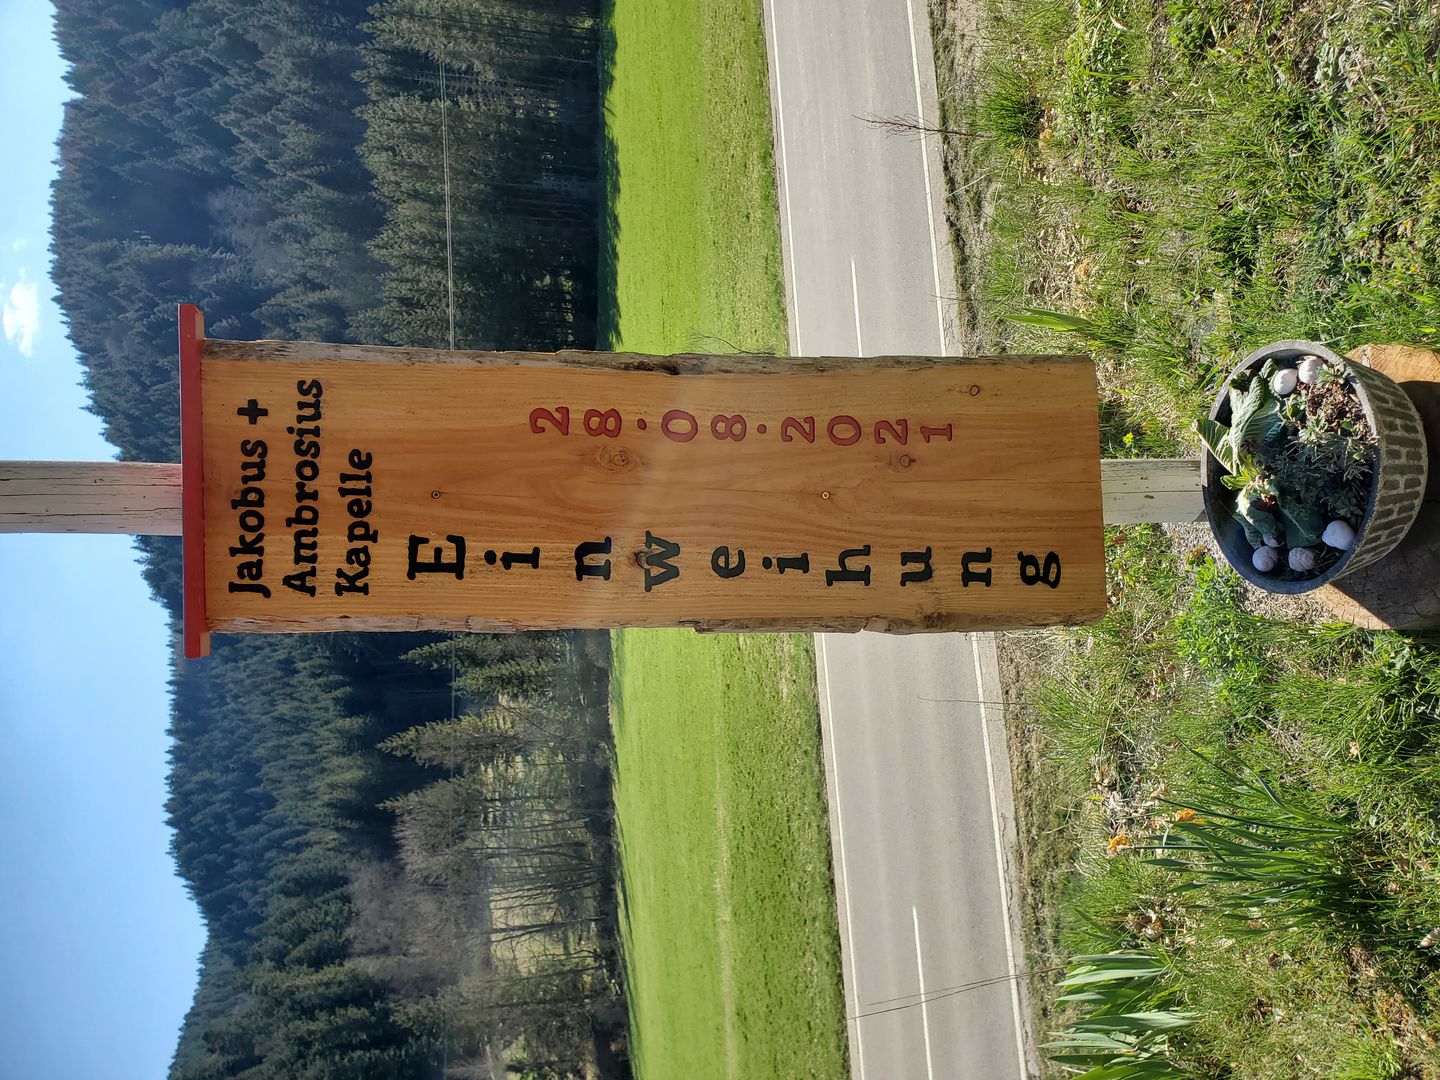 Jakobus +
Ambrosius
Kapelle
Einweihung
28.08.2021